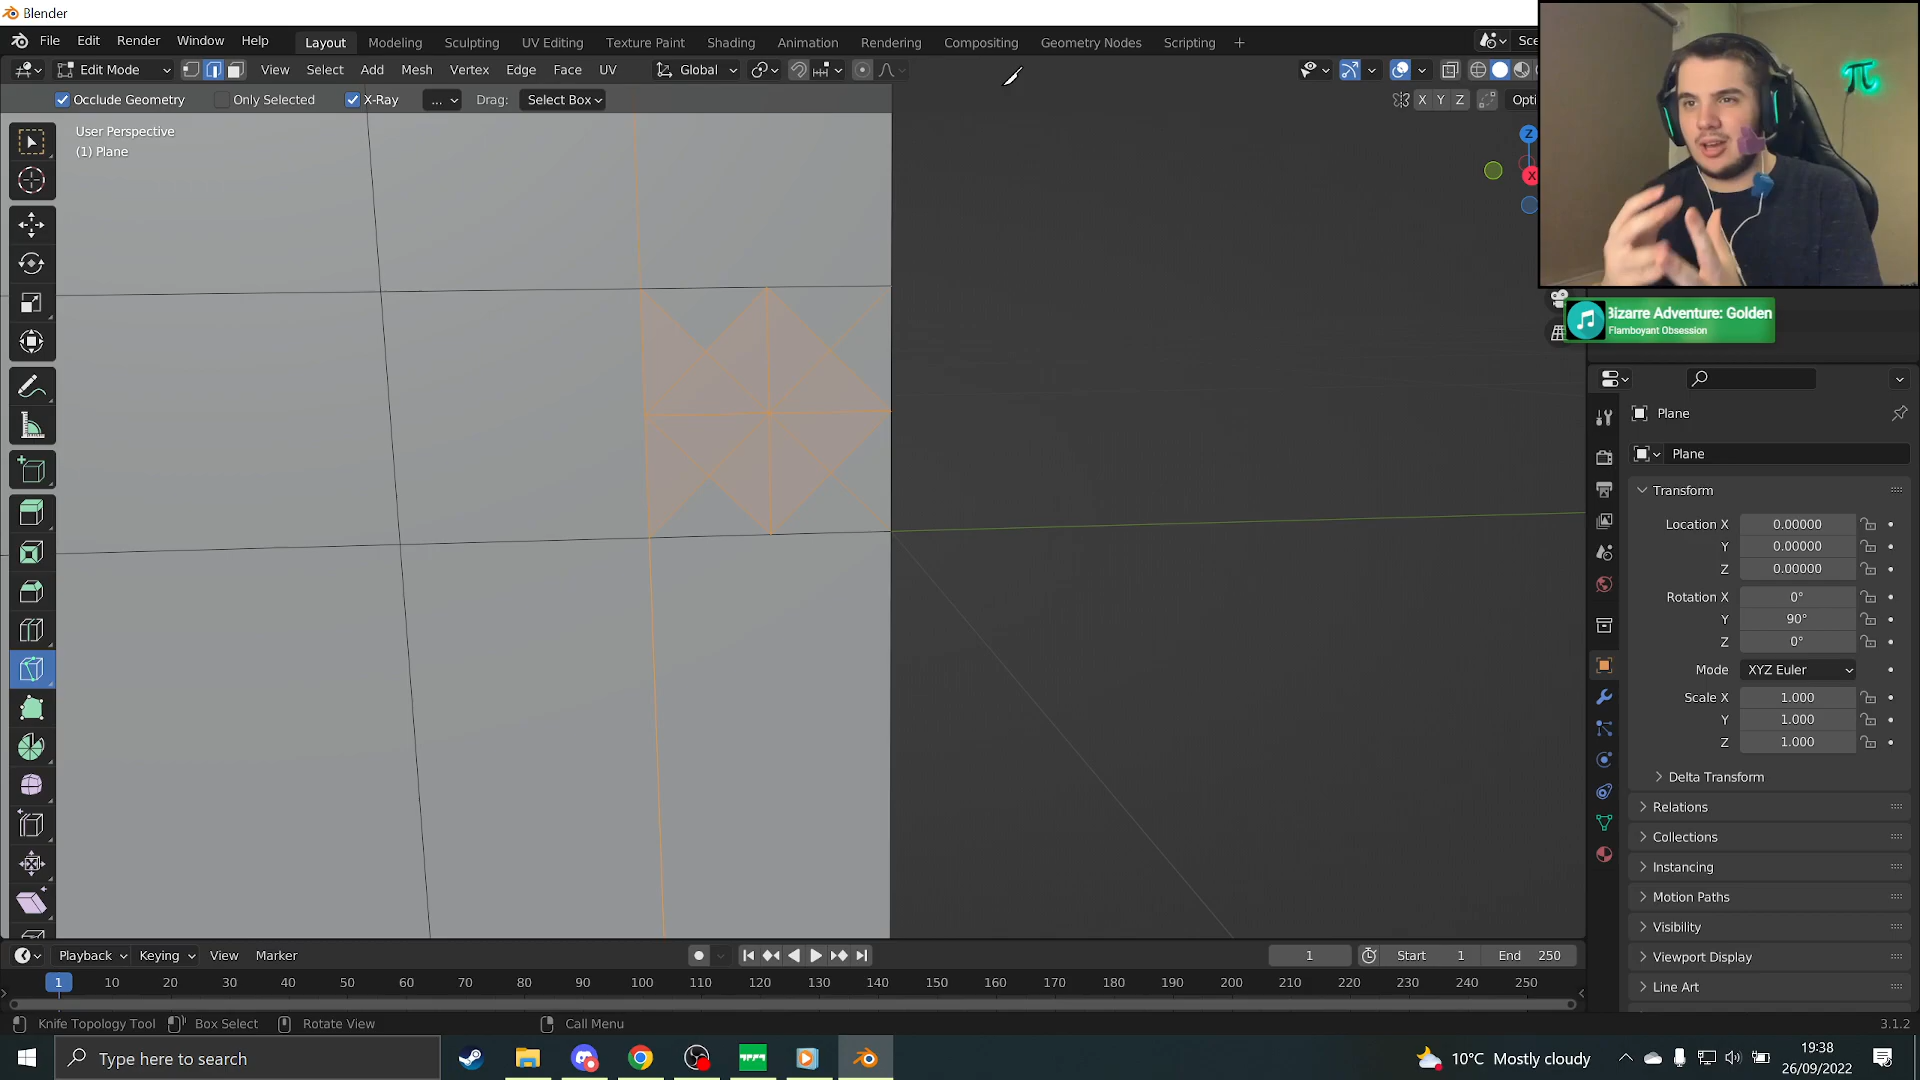 Blender
File Edit Render Window Help Layout Modeling Sculpting UV Editing Texture Paint Shading Animation Rendering Compositing Geometry Nodes Scripting + Sce
Edit Mode View Select Add Mesh Vertex Edge Face UV Global
Occlude Geometry Only Selected X-Ray ... Drag: Select Box X Y Z Opti
User Perspective
(1) Plane
Z
X
Bizarre Adventure: Golden
Flamboyant Obsession
Plane
Plane
Transform
Location X 0.00000
Y 0.00000
Z 0.00000
Rotation X 0°
Y 90°
Z 0°
Mode XYZ Euler
Scale X 1.000
Y 1.000
Z 1.000
Delta Transform
Relations
Collections
Instancing
Motion Paths
Visibility
Viewport Display
Line Art
Playback Keying View Marker 1 Start 1 End 250
1 10 20 30 40 50 60 70 80 90 100 110 120 130 140 150 160 170 180 190 200 210 220 230 240 250
Knife Topology Tool Box Select Rotate View Call Menu 3.1.2
Type here to search 10°C Mostly cloudy 19:38
26/09/2022